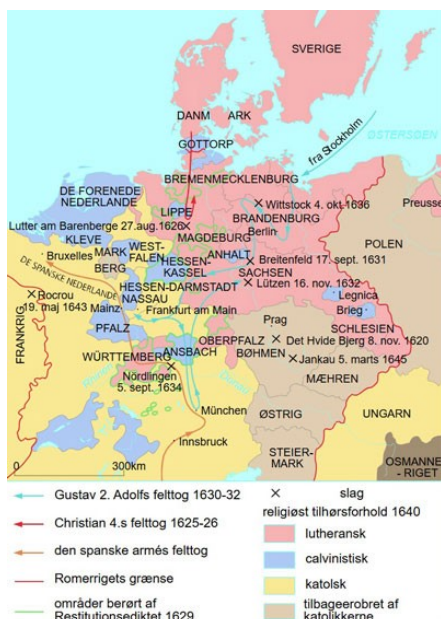 SVERIGE
DANM ARK
GOTTORP
ØSTERSØEN
fra Stockholm
BREMEN
MECKLENBURG
DE FORENEDE
NEDERLANDE
LIPPE
Wittstock 4. okt. 1636
Preussen
BRANDENBURG
Berlin
Lutter am Barenberge 27. aug. 1626
KLEVE
MAGDEBURG
POLEN
Bruxelles
MARK
WEST-
FALEN
HESSEN-
KASSEL
ANHALT
Breitenfeld 17. sept. 1631
BERG
SACHSEN
DE SPANSKE NEDERLANDE
HESSEN-DARMSTADT
Lützen 16. nov. 1632
Rocrou
19. maj 1643
NASSAU
Legnica
Mainz
Frankfurt am Main
Brieg
FRANKRIG
PFALZ
Prag
SCHLESIEN
OBERPFALZ
Det Hvide Bjerg 8. nov. 1620
WÜRTTEMBERG
ANSBACH
BØHMEN
Jankau 5. marts 1645
Rhinen
Nördlingen
5. sept. 1634
Donau
MÆHREN
München
ØSTRIG
UNGARN
Innsbruck
STEIER-
MARK
OSMANNE-
RIGET
0 300km
Gustav 2. Adolfs felttog 1630-32
Christian 4.s felttog 1625-26
den spanske armés felttog
Romerrigets grænse
områder berørt af
Restitutionsediktet 1629
slag
religiøst tilhørsforhold 1640
lutheransk
calvinistisk
katolsk
tilbageerobret af
katolikkerne